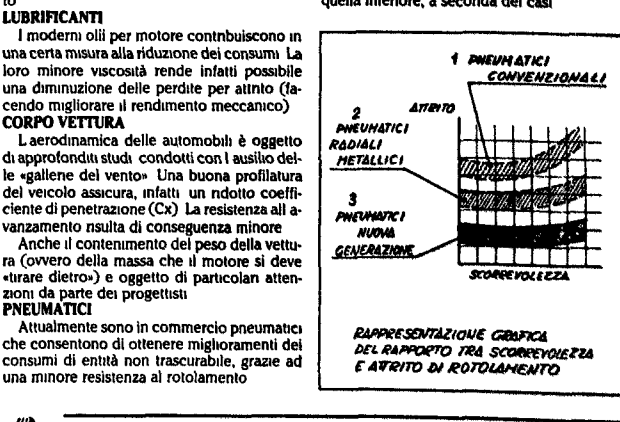 to
LUBRIFICANTI
I moderni olii per motore contribuiscono in
una certa misura alla riduzione dei consumi La
loro minore viscosità rende infatti possibile
una diminuzione delle perdite per attrito (fa-
cendo migliorare il rendimento meccanico)
CORPO VETTURA
L aerodinamica delle automobili è oggetto
di approfonditi studi condotti con l ausilio del-
le «gallerie del vento» Una buona profilatura
del veicolo assicura, infatti un ridotto coeffi-
ciente di penetrazione (Cx) La resistenza all a-
vanzamento risulta di conseguenza minore
Anche il contenimento del peso della vettu-
ra (ovvero della massa che il motore si deve
«tirare dietro») e oggetto di particolari atten-
zioni da parte dei progettisti
PNEUMATICI
Attualmente sono in commercio pneumatici
che consentono di ottenere miglioramenti dei
consumi di entità non trascurabile, grazie ad
una minore resistenza al rotolamento
quella inferiore, a seconda dei casi
1 PNEUMATICI
CONVENZIONALI
ATTRITO
2
PNEUMATICI
RADIALI
METALLICI
3
PNEUMATICI
NUOVA
GENERAZIONE
SCORREVOLEZZA
RAPPRESENTAZIONE GRAFICA
DEL RAPPORTO TRA SCORREVOLEZZA
E ATTRITO DI ROTOLAMENTO